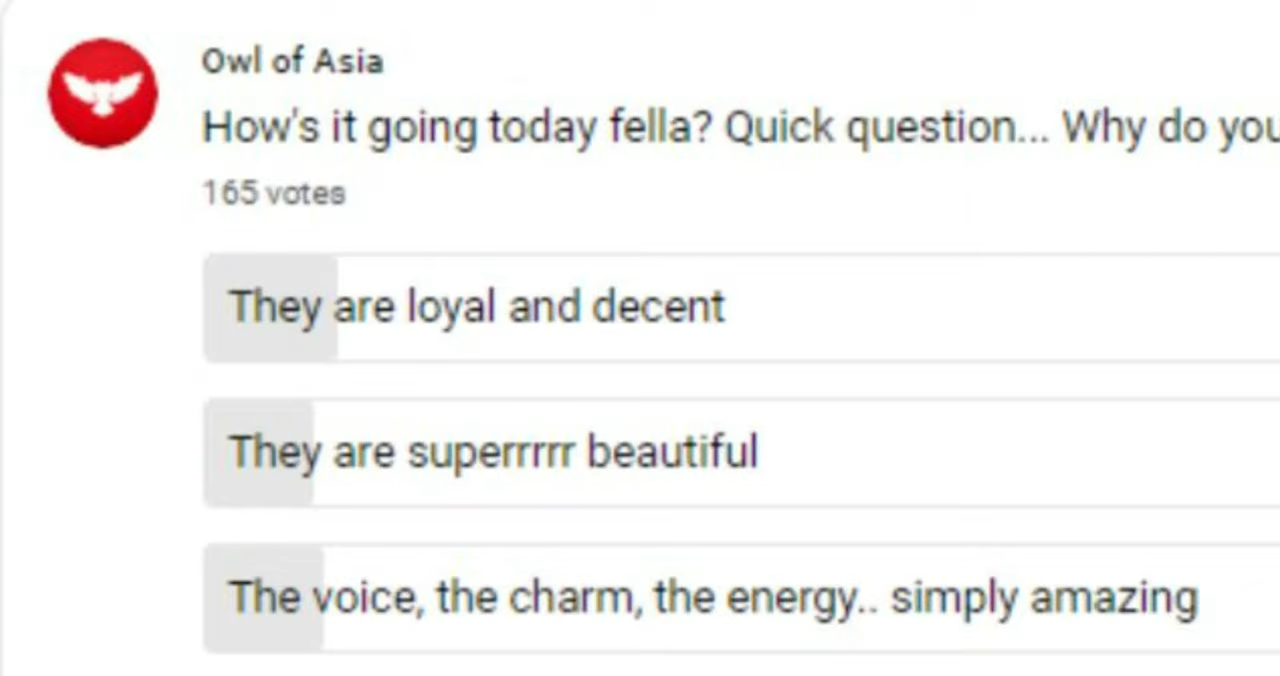 Owl of Asia
How's it going today fella? Quick question... Why do you
165 votes
They are loyal and decent
They are superrrrrr beautiful
The voice, the charm, the energy.. simply amazing